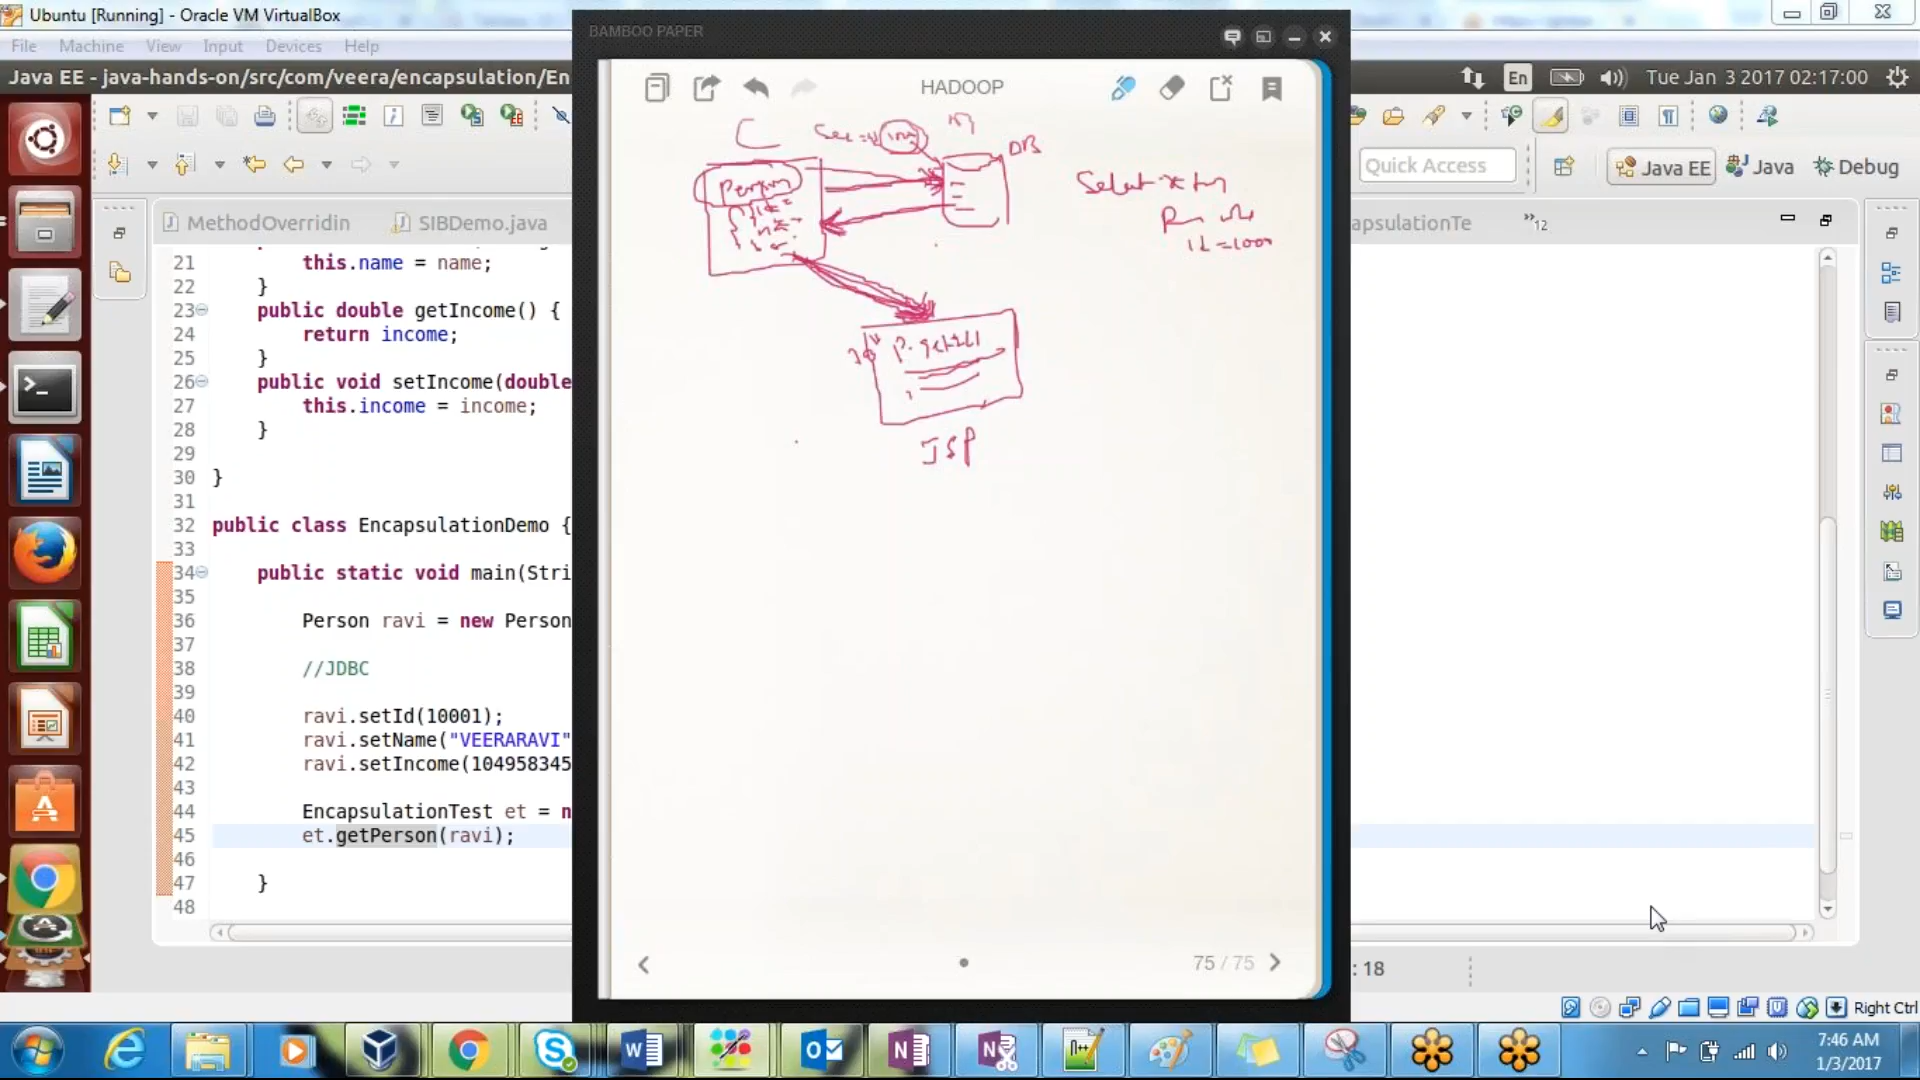 Ubuntu [Running] - Oracle VM VirtualBox
File Machine View Input Devices Help
Java EE - java-hands-on/src/com/veera/encapsulation/En
En
Tue Jan 3 2017 02:17:00
Quick Access
Java EE
Java
Debug
MethodOverridin
SIBDemo.java
apsulationTe
12
21 this.name = name;
22 }
23 public double getIncome() {
24 return income;
25 }
26 public void setIncome(double
27 this.income = income;
28 }
29
30 }
31
32 public class EncapsulationDemo {
33
34 public static void main(Stri
35
36 Person ravi = new Person
37
38 //JDBC
39
40 ravi.setId(10001);
41 ravi.setName("VEERARAVI"
42 ravi.setIncome(104958345
43
44 EncapsulationTest et = n
45 et.getPerson(ravi);
46
47 }
48
: 18
BAMBOO PAPER
HADOOP
C
DB
Person
JSP
75 / 75
Right Ctrl
7:46 AM
1/3/2017